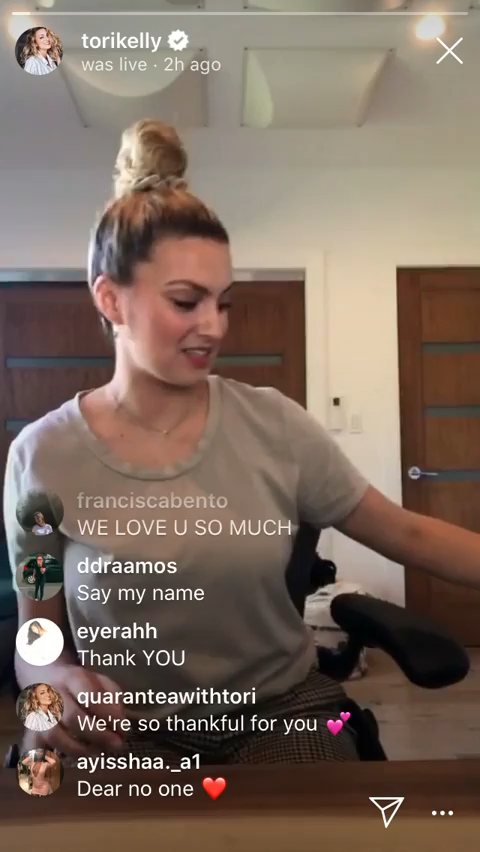 torikelly
was live · 2h ago
franciscabento
WE LOVE U SO MUCH
ddraamos
Say my name
eyerahh
Thank YOU
quaranteawithtori
We're so thankful for you 💕
ayisshaa._a1
Dear no one ❤️